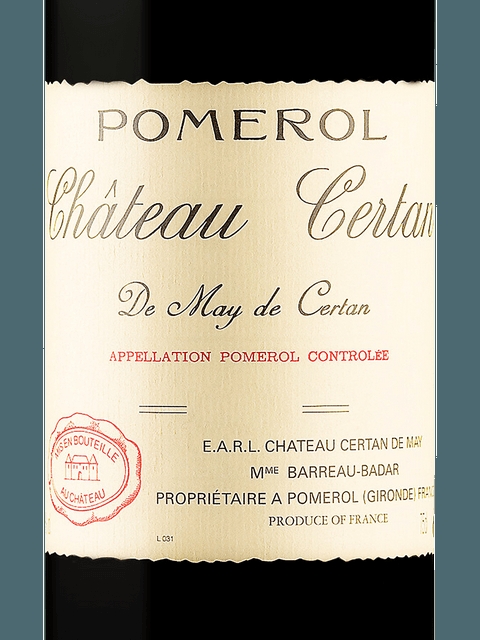 POMEROL
Château Certan
De May de Certan
APPELLATION POMEROL CONTROLÉE
MIS EN BOUTEILLE
AU CHÂTEAU
E.A.R.L. CHATEAU CERTAN DE MAY
MME BARREAU-BADAR
PROPRIÉTAIRE A POMEROL (GIRONDE)
PRODUCE OF FRANCE
L 031